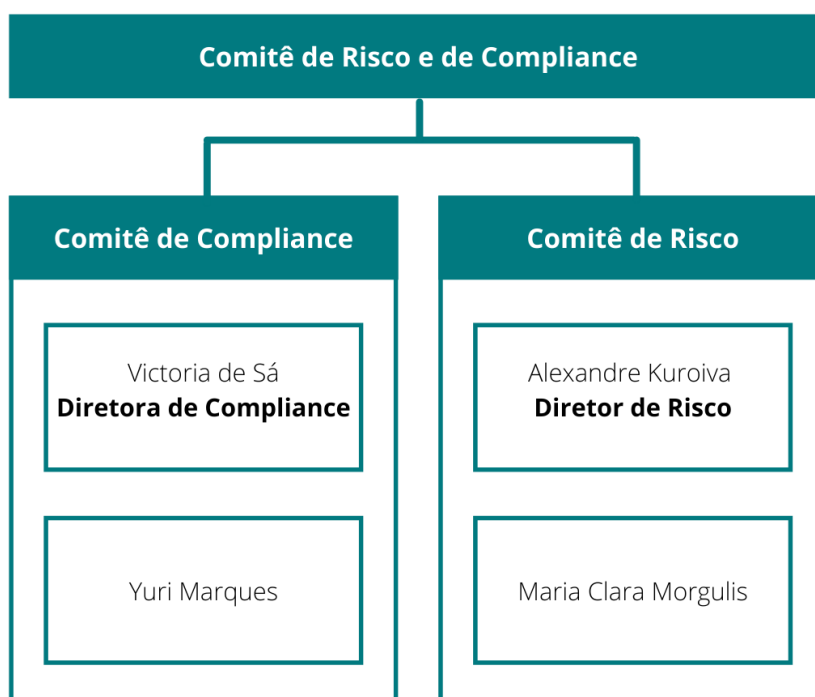 Comitê de Risco e de Compliance
Comitê de Compliance
Victoria de Sá
Diretora de Compliance
Yuri Marques
Comitê de Risco
Alexandre Kuroiva
Diretor de Risco
Maria Clara Morgulis